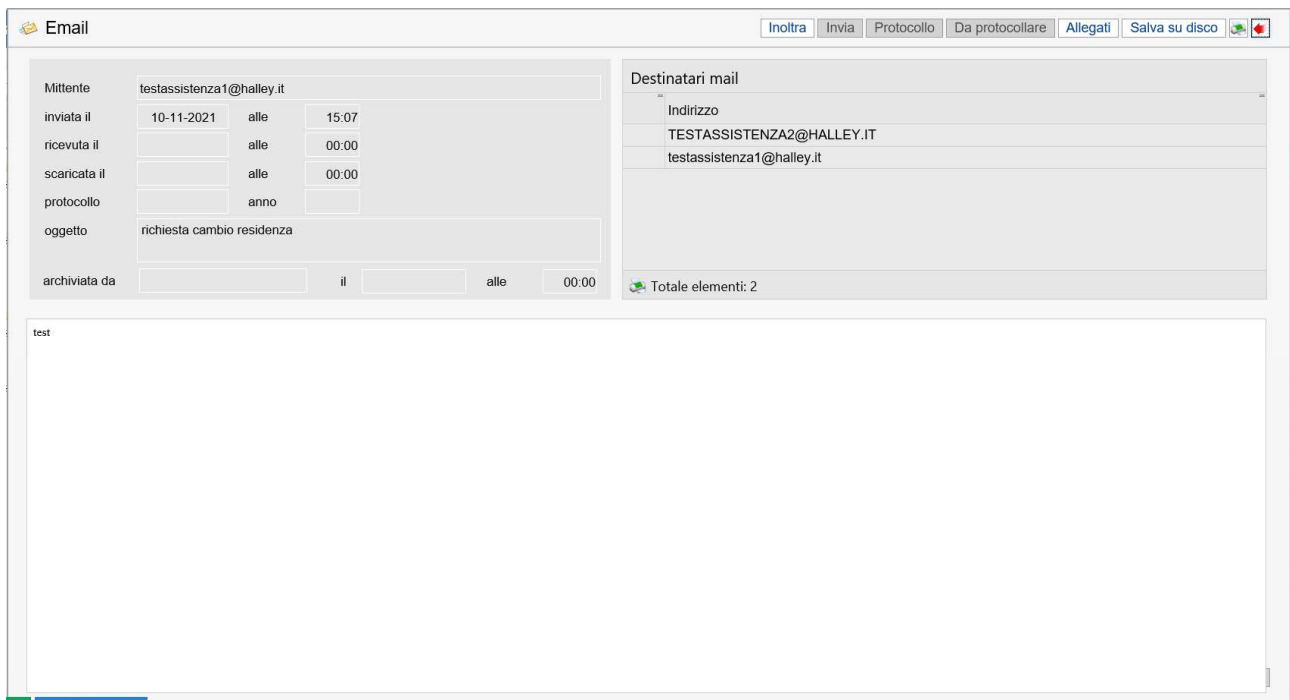 Email
Inoltra Invia Protocollo Da protocollare Allegati Salva su disco
Mittente testassistenza1@halley.it
inviata il 10-11-2021 alle 15:07
ricevuta il alle 00:00
scaricata il alle 00:00
protocollo anno
oggetto richiesta cambio residenza
archiviata da il alle 00:00
Destinatari mail
Indirizzo
TESTASSISTENZA2@HALLEY.IT
testassistenza1@halley.it
Totale elementi: 2
test